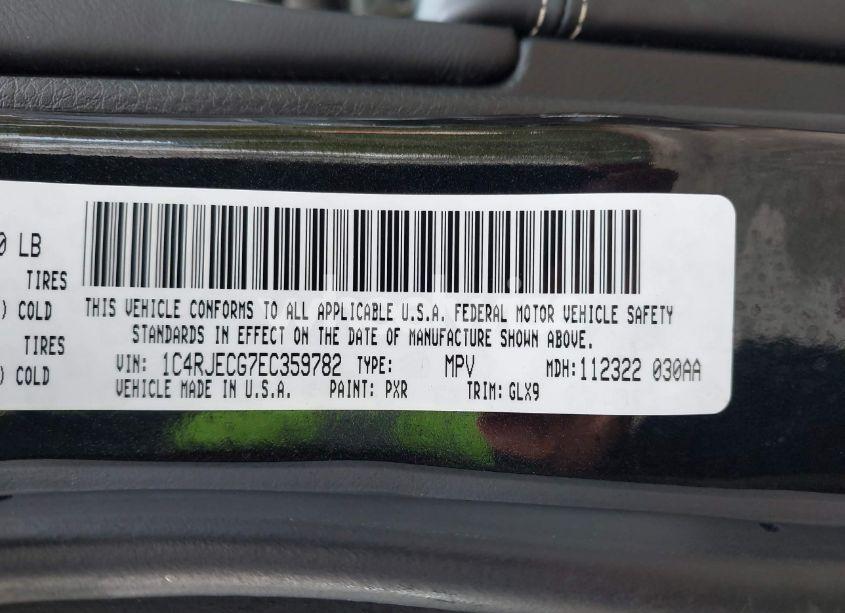 0 LB
TIRES
) COLD
TIRES
) COLD
THIS VEHICLE CONFORMS TO ALL APPLICABLE U.S.A. FEDERAL MOTOR VEHICLE SAFETY
STANDARDS IN EFFECT ON THE DATE OF MANUFACTURE SHOWN ABOVE.
VIN: 1C4RJECG7EC359782 TYPE: MPV MDH:112322 030AA
VEHICLE MADE IN U.S.A. PAINT: PXR TRIM:GLX9